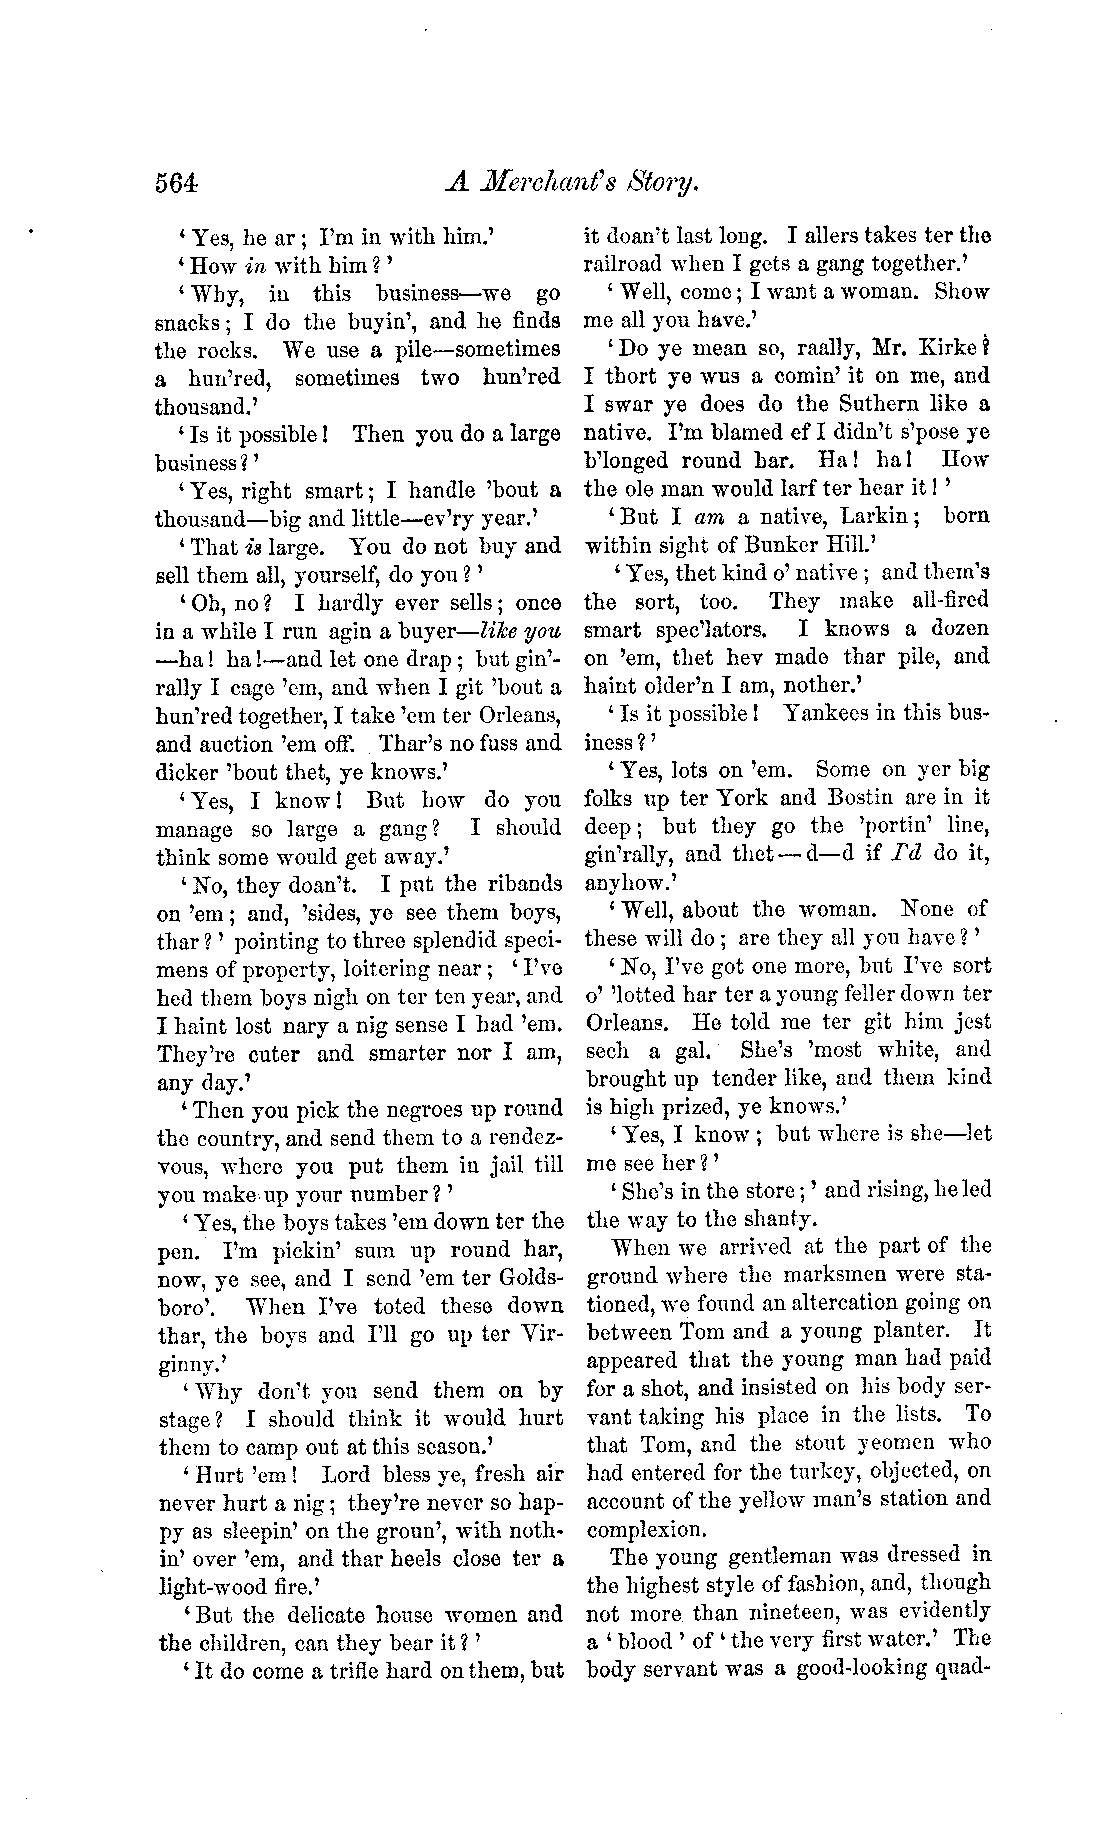 564 A Merchant's Story.
‘Yes, he ar; I'm in with him.’
‘How in with him?’
‘Why, in this business—we go
snacks; I do the buyin', and he finds
the rocks. We use a pile—sometimes
a hun'red, sometimes two hun'red
thousand.’
‘Is it possible! Then you do a large
business?’
‘Yes, right smart; I handle 'bout a
thousand—big and little—ev'ry year.’
‘That is large. You do not buy and
sell them all, yourself, do you?’
‘Oh, no? I hardly ever sells; once
in a while I run agin a buyer—like you
—ha! ha!—and let one drap; but gin'-
rally I cage 'em, and when I git 'bout a
hun'red together, I take 'em ter Orleans,
and auction 'em off. Thar's no fuss and
dicker 'bout thet, ye knows.’
‘Yes, I know! But how do you
manage so large a gang? I should
think some would get away.’
‘No, they doan't. I put the ribands
on 'em; and, 'sides, ye see them boys,
thar?’ pointing to three splendid speci-
mens of property, loitering near; ‘I've
hed them boys nigh on ter ten year, and
I haint lost nary a nig sense I had 'em.
They're cuter and smarter nor I am,
any day.’
‘Then you pick the negroes up round
the country, and send them to a rendez-
vous, where you put them in jail till
you make up your number?’
‘Yes, the boys takes 'em down ter the
pen. I'm pickin' sum up round har,
now, ye see, and I send 'em ter Golds-
boro'. When I've toted these down
thar, the boys and I'll go up ter Vir-
ginny.’
‘Why don't you send them on by
stage? I should think it would hurt
them to camp out at this season.’
‘Hurt 'em! Lord bless ye, fresh air
never hurt a nig; they're never so hap-
py as sleepin' on the groun', with noth-
in' over 'em, and thar heels close ter a
light-wood fire.’
‘But the delicate house women and
the children, can they bear it?’
‘It do come a trifle hard on them, but
it doan't last long. I allers takes ter the
railroad when I gets a gang together.’
‘Well, come; I want a woman. Show
me all you have.’
‘Do ye mean so, raally, Mr. Kirke?
I thort ye wus a comin' it on me, and
I swar ye does do the Suthern like a
native. I'm blamed ef I didn't s'pose ye
b'longed round har. Ha! ha! How
the ole man would larf ter hear it!’
‘But I am a native, Larkin; born
within sight of Bunker Hill.’
‘Yes, thet kind o' native; and them's
the sort, too. They make all-fired
smart spec'lators. I knows a dozen
on 'em, thet hev made thar pile, and
haint older'n I am, nother.’
‘Is it possible! Yankees in this bus-
iness?’
‘Yes, lots on 'em. Some on yer big
folks up ter York and Bostin are in it
deep; but they go the 'portin' line,
gin'rally, and thet—d—d if I'd do it,
anyhow.’
‘Well, about the woman. None of
these will do; are they all you have?’
‘No, I've got one more, but I've sort
o' 'lotted har ter a young feller down ter
Orleans. He told me ter git him jest
sech a gal. She's 'most white, and
brought up tender like, and them kind
is high prized, ye knows.’
‘Yes, I know; but where is she—let
me see her?’
‘She's in the store;’ and rising, he led
the way to the shanty.
When we arrived at the part of the
ground where the marksmen were sta-
tioned, we found an altercation going on
between Tom and a young planter. It
appeared that the young man had paid
for a shot, and insisted on his body ser-
vant taking his place in the lists. To
that Tom, and the stout yeomen who
had entered for the turkey, objected, on
account of the yellow man's station and
complexion.
The young gentleman was dressed in
the highest style of fashion, and, though
not more than nineteen, was evidently
a ‘blood’ of ‘the very first water.’ The
body servant was a good-looking quad-